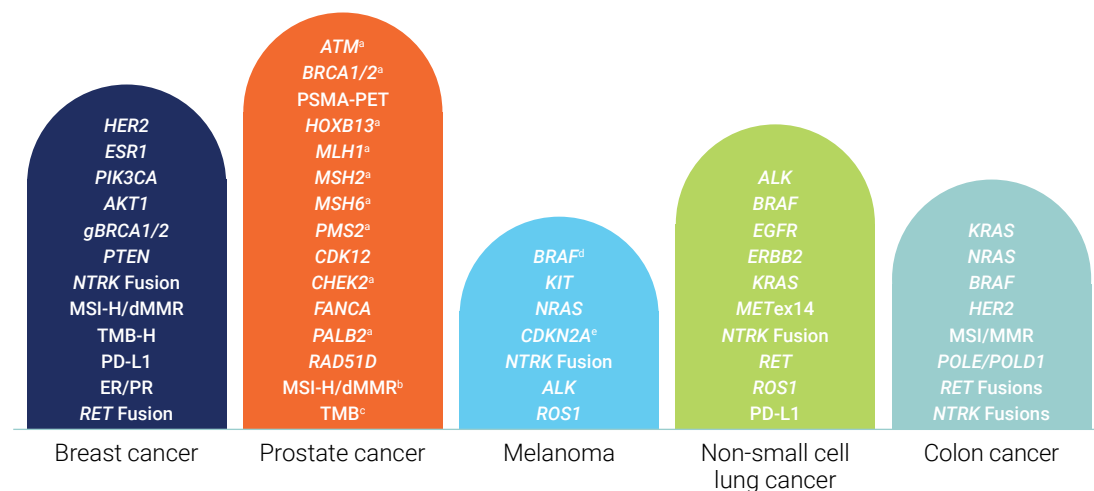 HER2
ESR1
PIK3CA
AKT1
gBRCA1/2
PTEN
NTRK Fusion
MSI-H/dMMR
TMB-H
PD-L1
ER/PR
RET Fusion
Breast cancer
ATMᵃ
BRCA1/2ᵃ
PSMA-PET
HOXB13ᵃ
MLH1ᵃ
MSH2ᵃ
MSH6ᵃ
PMS2ᵃ
CDK12
CHEK2ᵃ
FANCA
PALB2ᵃ
RAD51D
MSI-H/dMMRᵇ
TMBᶜ
Prostate cancer
BRAFᵈ
KIT
NRAS
CDKN2Aᵉ
NTRK Fusion
ALK
ROS1
Melanoma
ALK
BRAF
EGFR
ERBB2
KRAS
METex14
NTRK Fusion
RET
ROS1
PD-L1
Non-small cell
lung cancer
KRAS
NRAS
BRAF
HER2
MSI/MMR
POLE/POLD1
RET Fusions
NTRK Fusions
Colon cancer